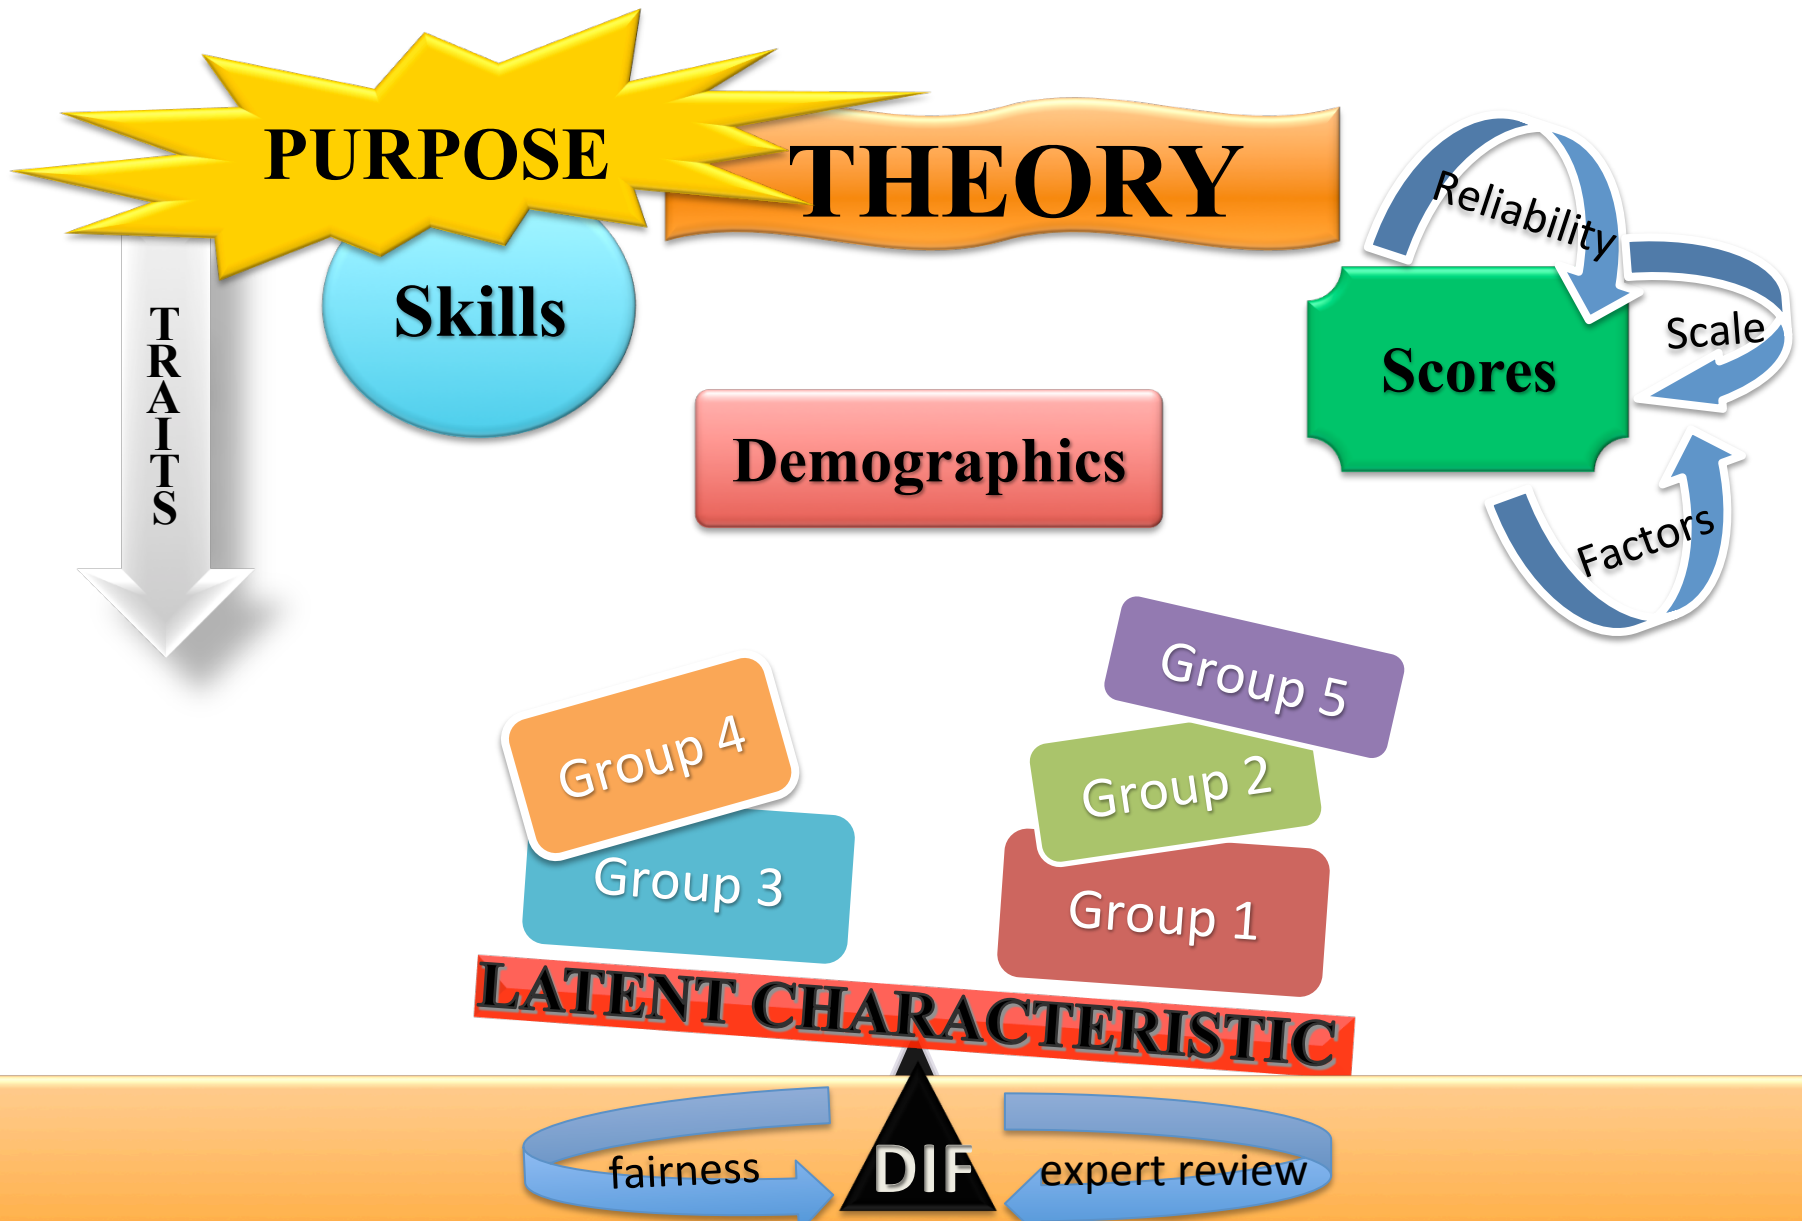 PURPOSE
THEORY
Reliability
Skills
TRAITS
Scale
Scores
Demographics
Factors
Group 5
Group 4
Group 2
Group 3
Group 1
LATENT CHARACTERISTIC
fairness
DIF
expert review